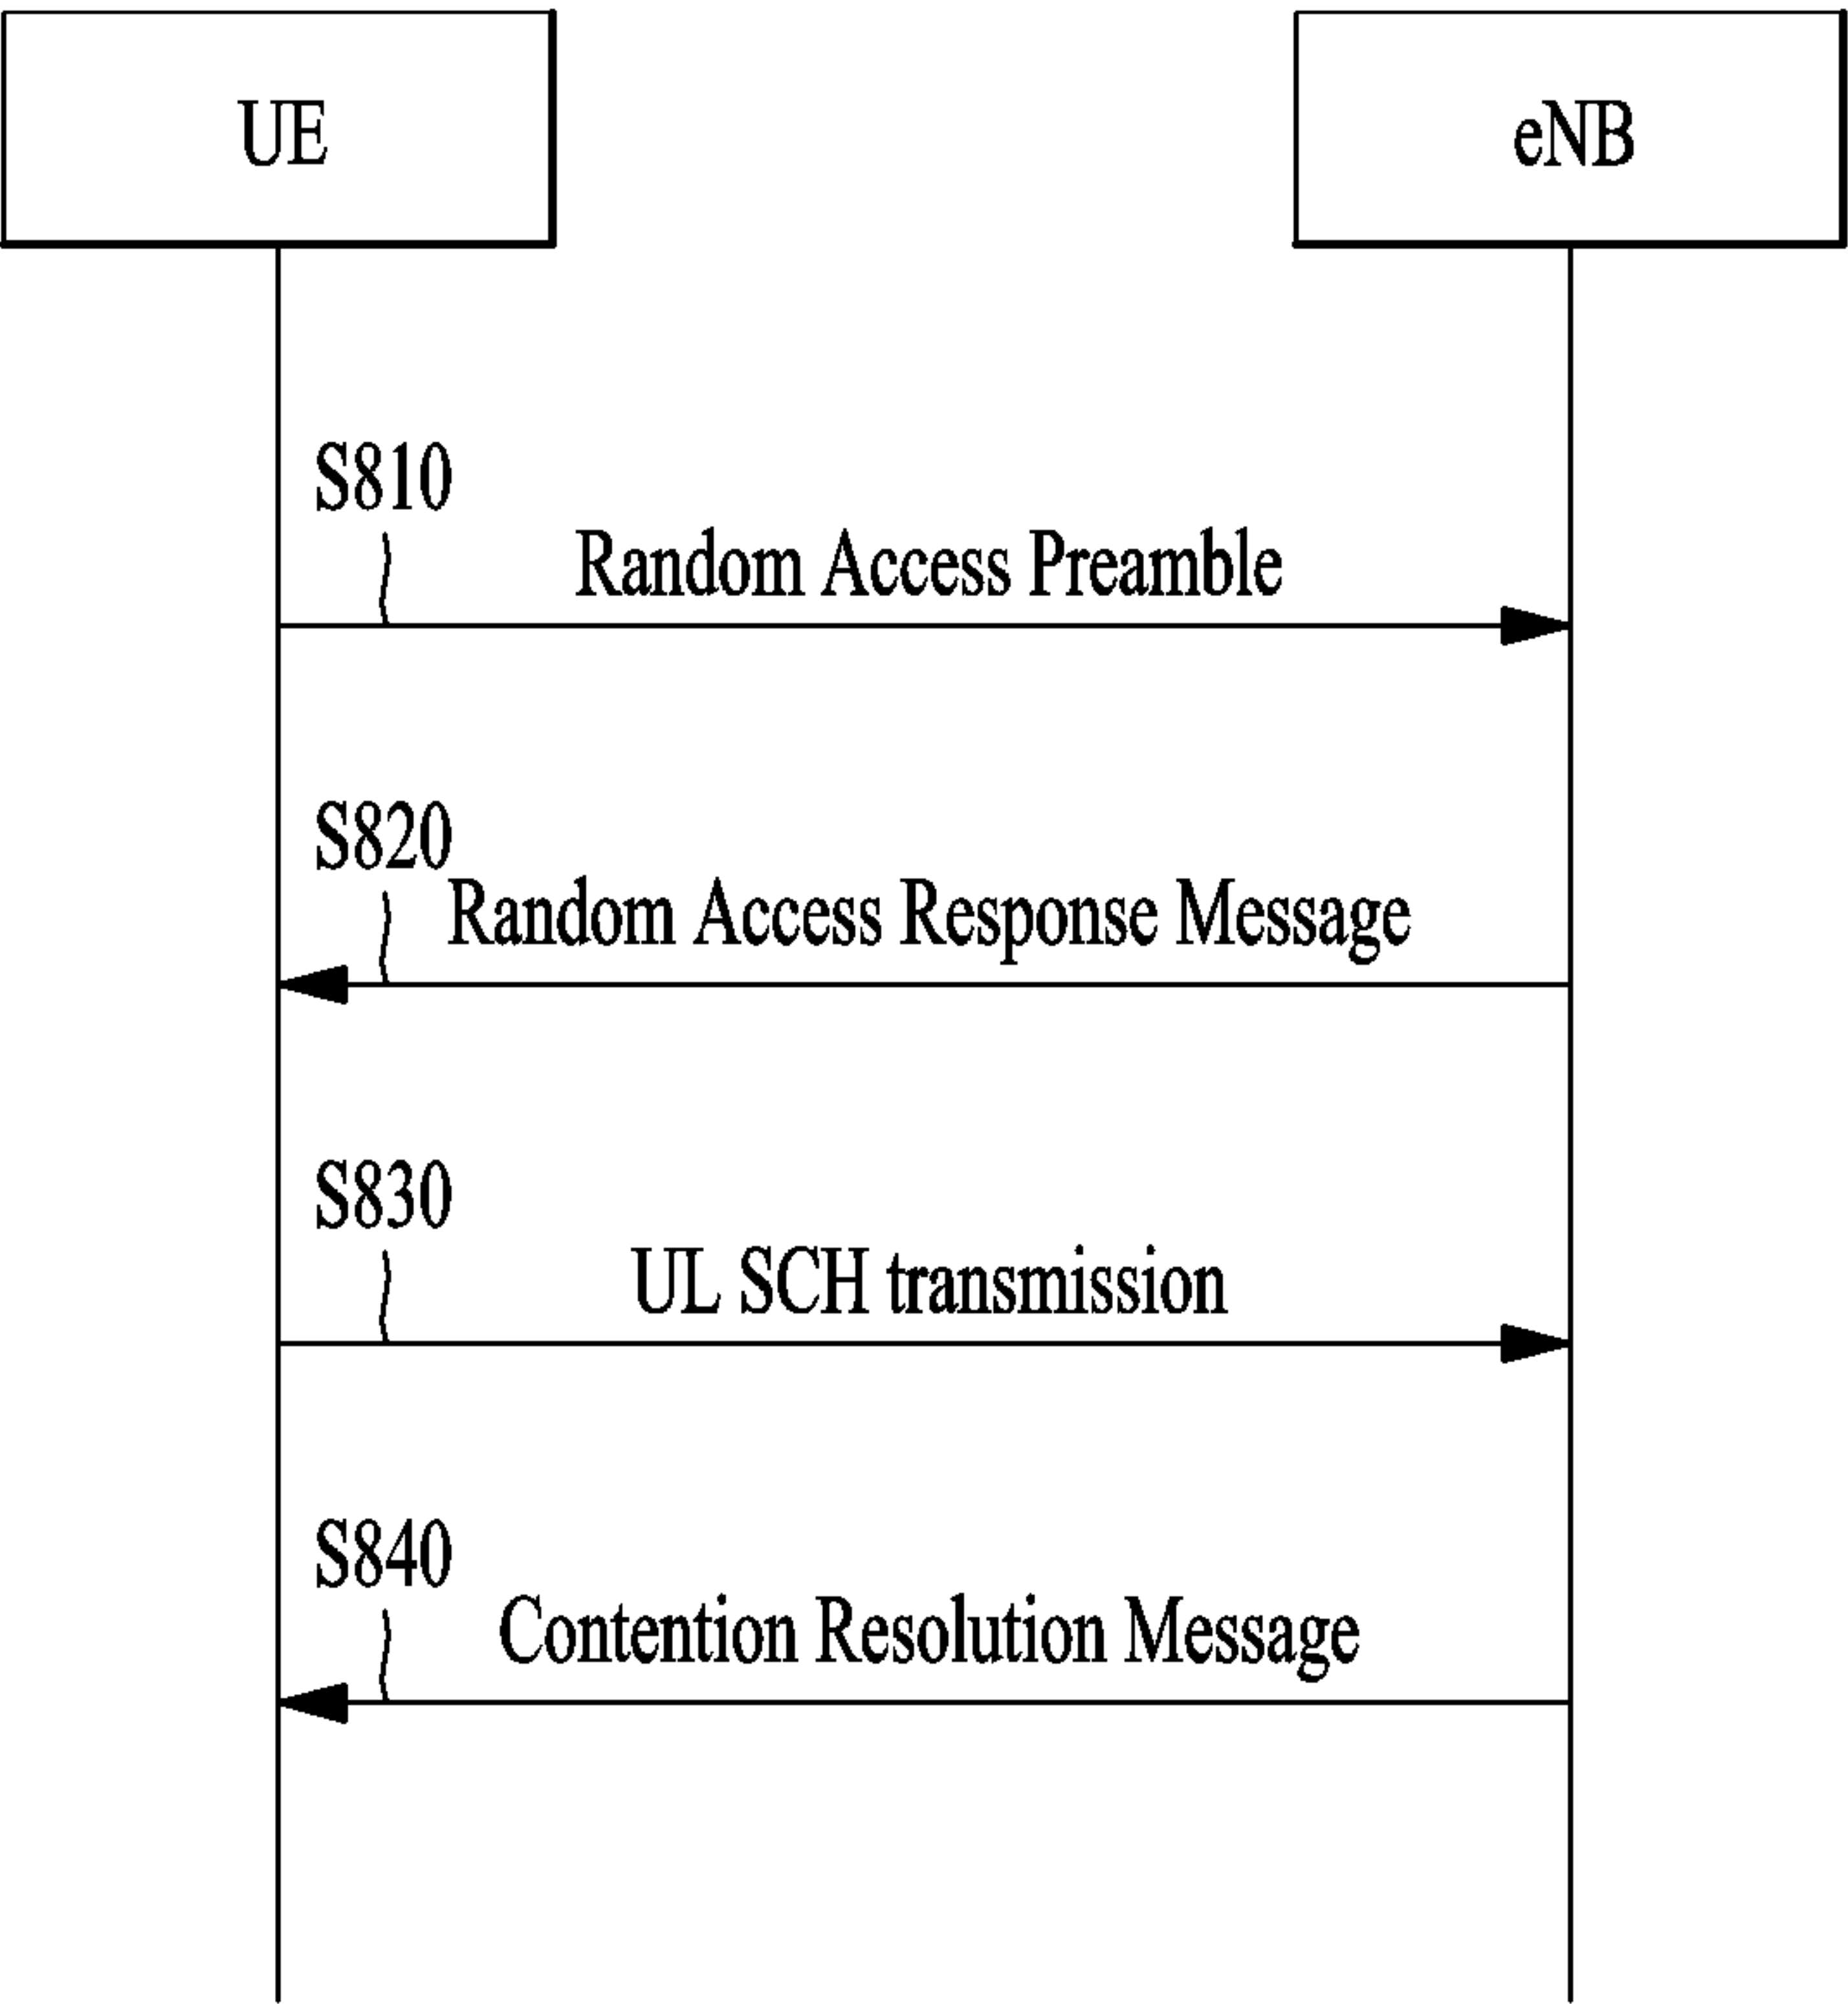 UE
eNB
S810
Random Access Preamble
S820
Random Access Response Message
S830
UL SCH transmission
S840
Contention Resolution Message